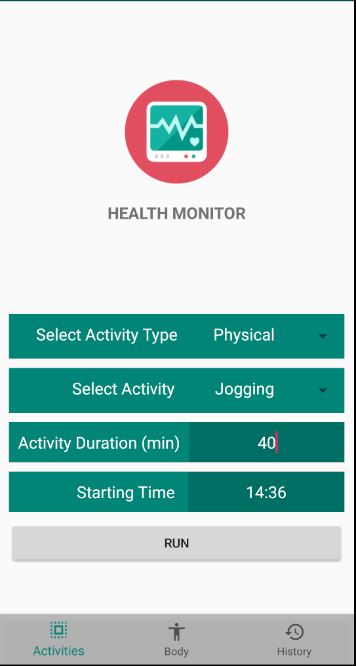 HEALTH MONITOR
Select Activity Type Physical
Select Activity Jogging
Activity Duration (min) 40
Starting Time 14:36
RUN
Activities Body History